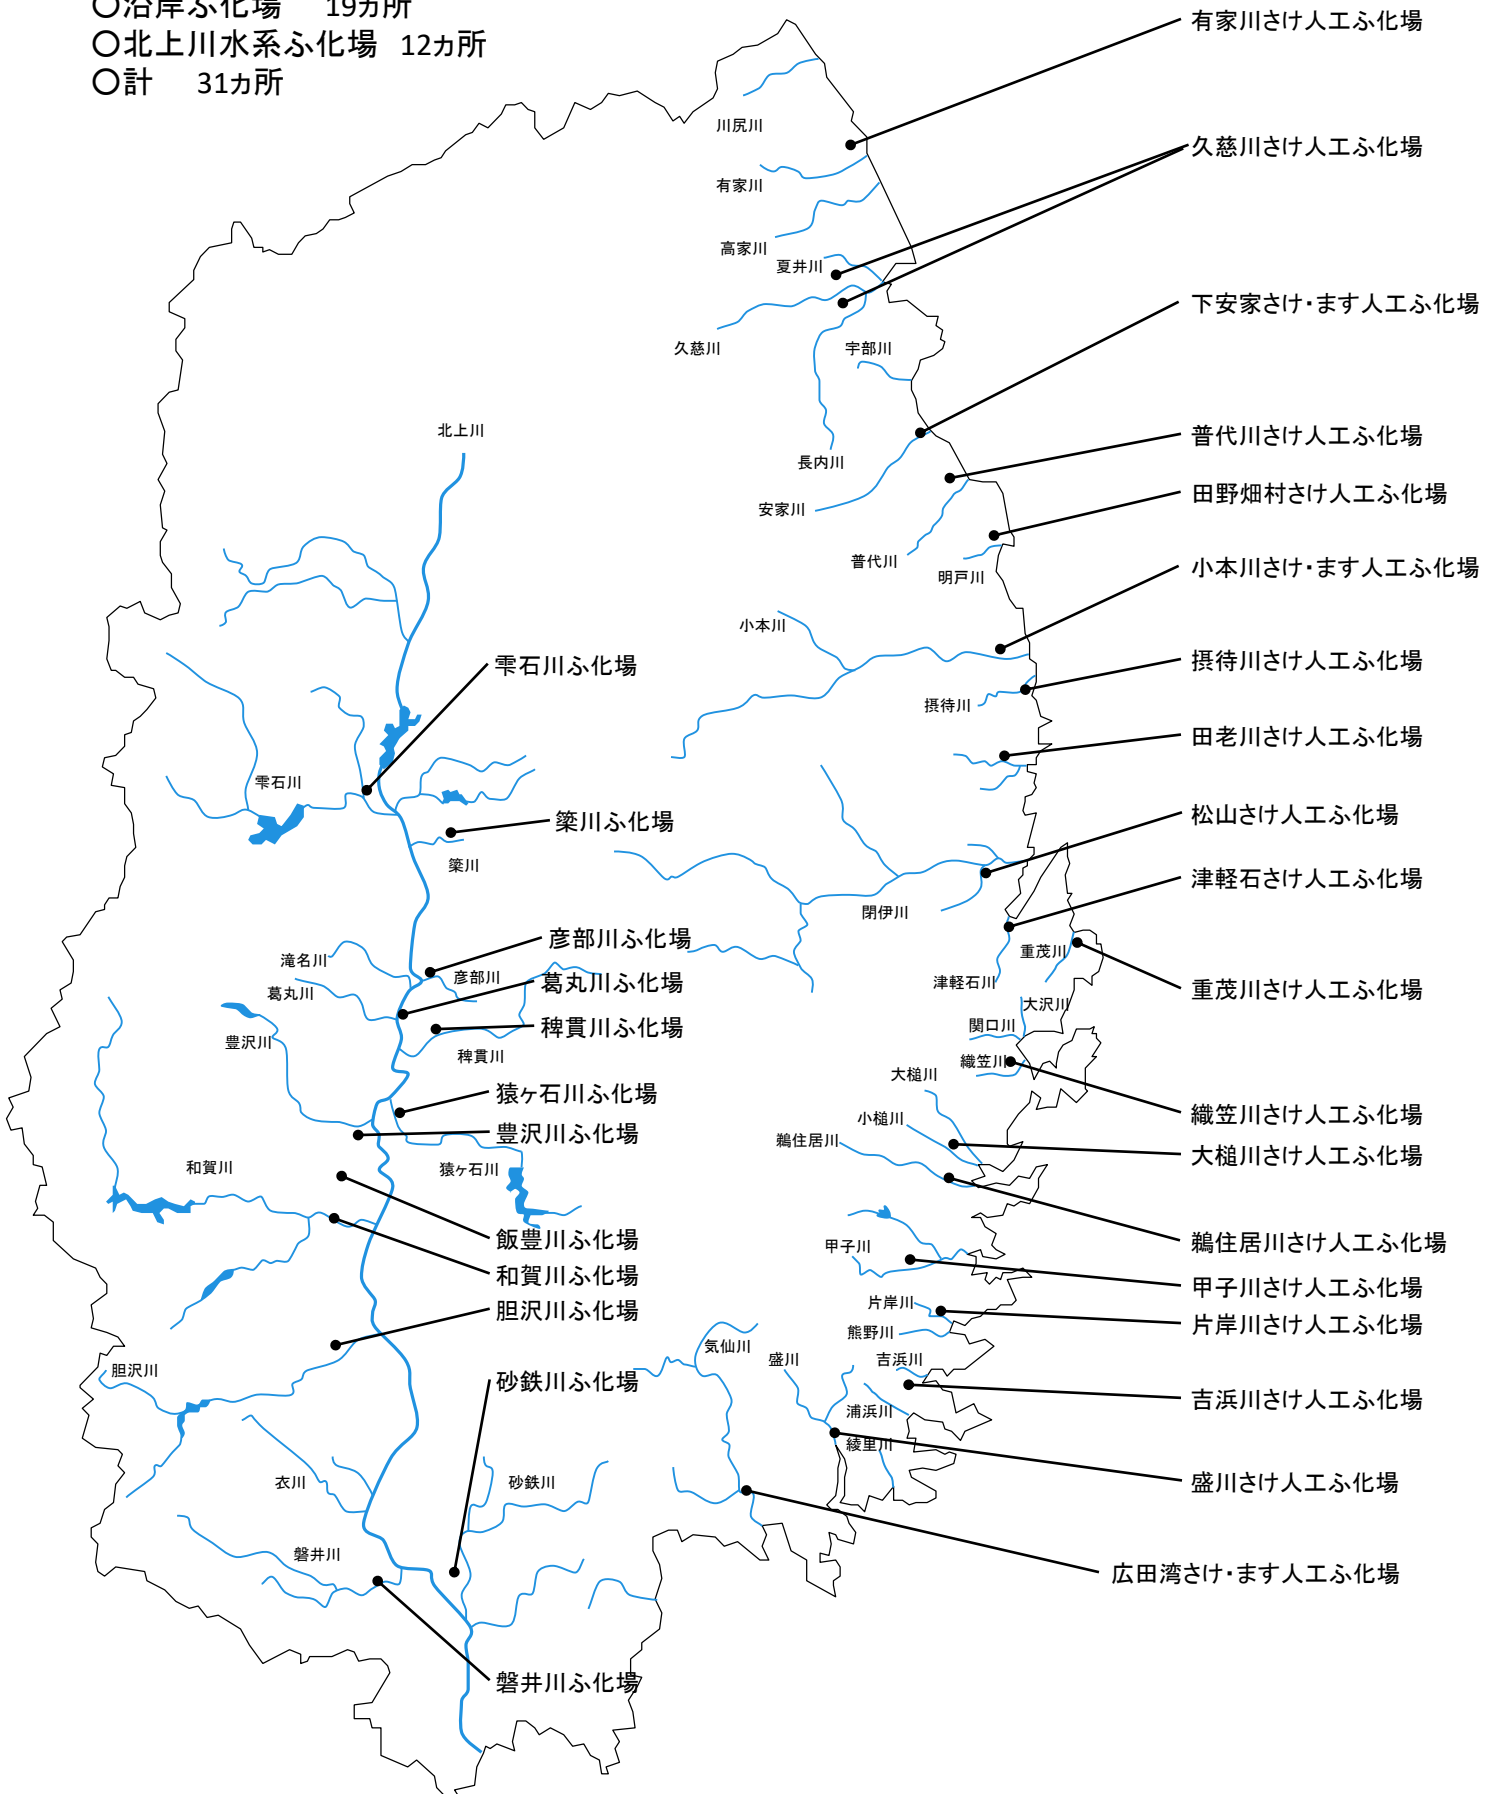 〇沿岸ふ化場 19カ所
〇北上川水系ふ化場 12カ所
〇計 31カ所
有家川さけ人工ふ化場
久慈川さけ人工ふ化場
下安家さけ・ます人工ふ化場
普代川さけ人工ふ化場
田野畑村さけ人工ふ化場
小本川さけ・ます人工ふ化場
摂待川さけ人工ふ化場
田老川さけ人工ふ化場
松山さけ人工ふ化場
津軽石さけ人工ふ化場
重茂川さけ人工ふ化場
織笠川さけ人工ふ化場
大槌川さけ人工ふ化場
鵜住居川さけ人工ふ化場
甲子川さけ人工ふ化場
片岸川さけ人工ふ化場
吉浜川さけ人工ふ化場
盛川さけ人工ふ化場
広田湾さけ・ます人工ふ化場
雫石川ふ化場
簗川ふ化場
彦部川ふ化場
葛丸川ふ化場
稗貫川ふ化場
猿ヶ石川ふ化場
豊沢川ふ化場
飯豊川ふ化場
和賀川ふ化場
胆沢川ふ化場
砂鉄川ふ化場
磐井川ふ化場
川尻川
有家川
高家川
夏井川
久慈川
宇部川
長内川
安家川
普代川
明戸川
小本川
摂待川
閉伊川
津軽石川
重茂川
大沢川
関口川
織笠川
大槌川
小槌川
鵜住居川
甲子川
片岸川
熊野川
吉浜川
浦浜川
綾里川
盛川
気仙川
北上川
雫石川
簗川
滝名川
彦部川
葛丸川
豊沢川
稗貫川
猿ヶ石川
和賀川
胆沢川
衣川
砂鉄川
磐井川